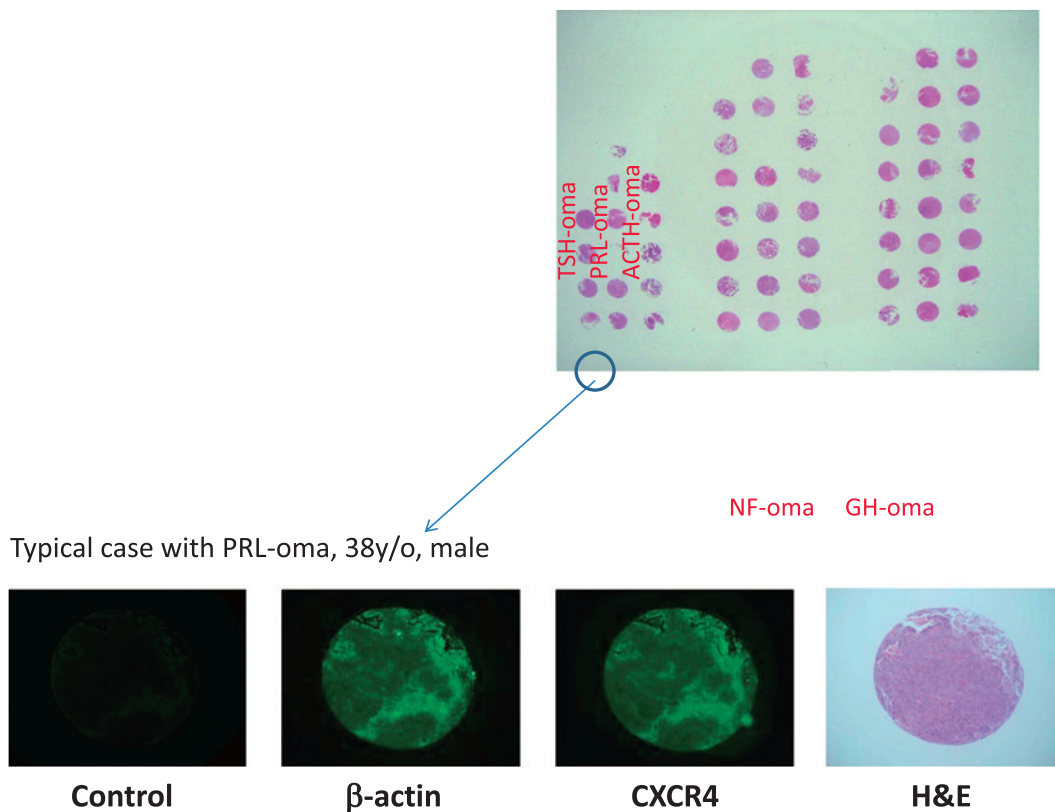 TSH-oma
PRL-oma
ACTH-oma
NF-oma GH-oma
Typical case with PRL-oma, 38y/o, male
Control β-actin CXCR4 H&E